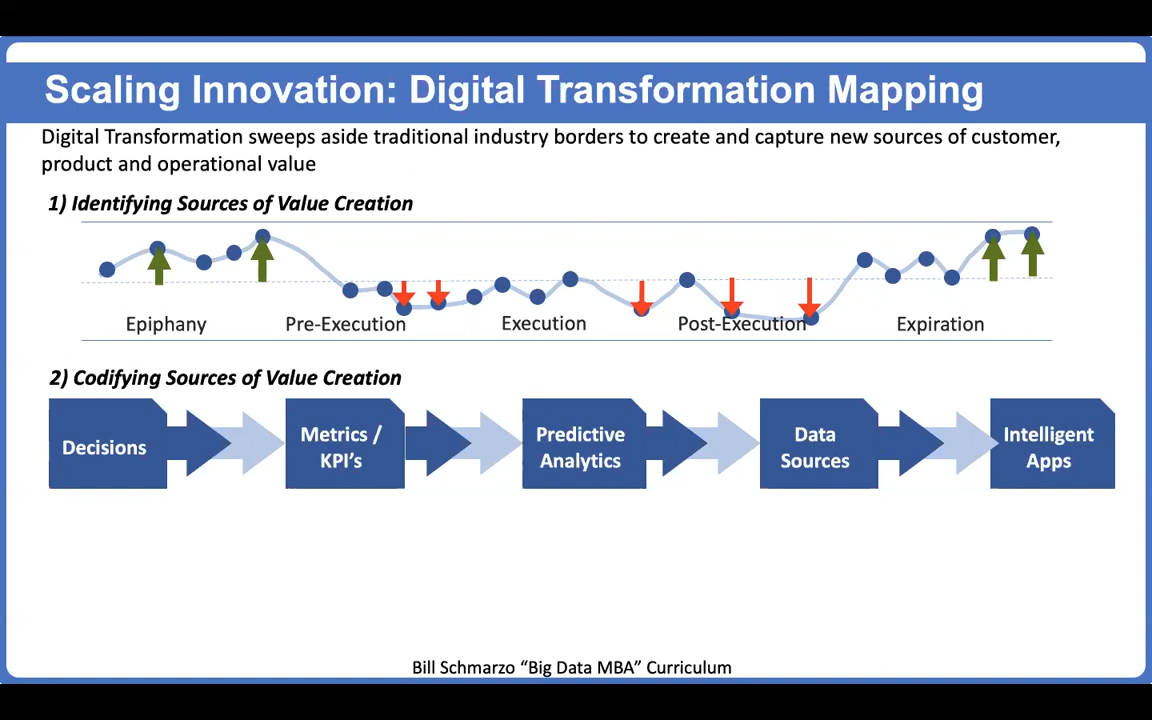 Scaling Innovation: Digital Transformation Mapping
Digital Transformation sweeps aside traditional industry borders to create and capture new sources of customer,
product and operational value
1) Identifying Sources of Value Creation
Epiphany
Pre-Execution
Execution
Post-Execution
Expiration
2) Codifying Sources of Value Creation
Decisions
Metrics /
KPI’s
Predictive
Analytics
Data
Sources
Intelligent
Apps
Bill Schmarzo “Big Data MBA” Curriculum